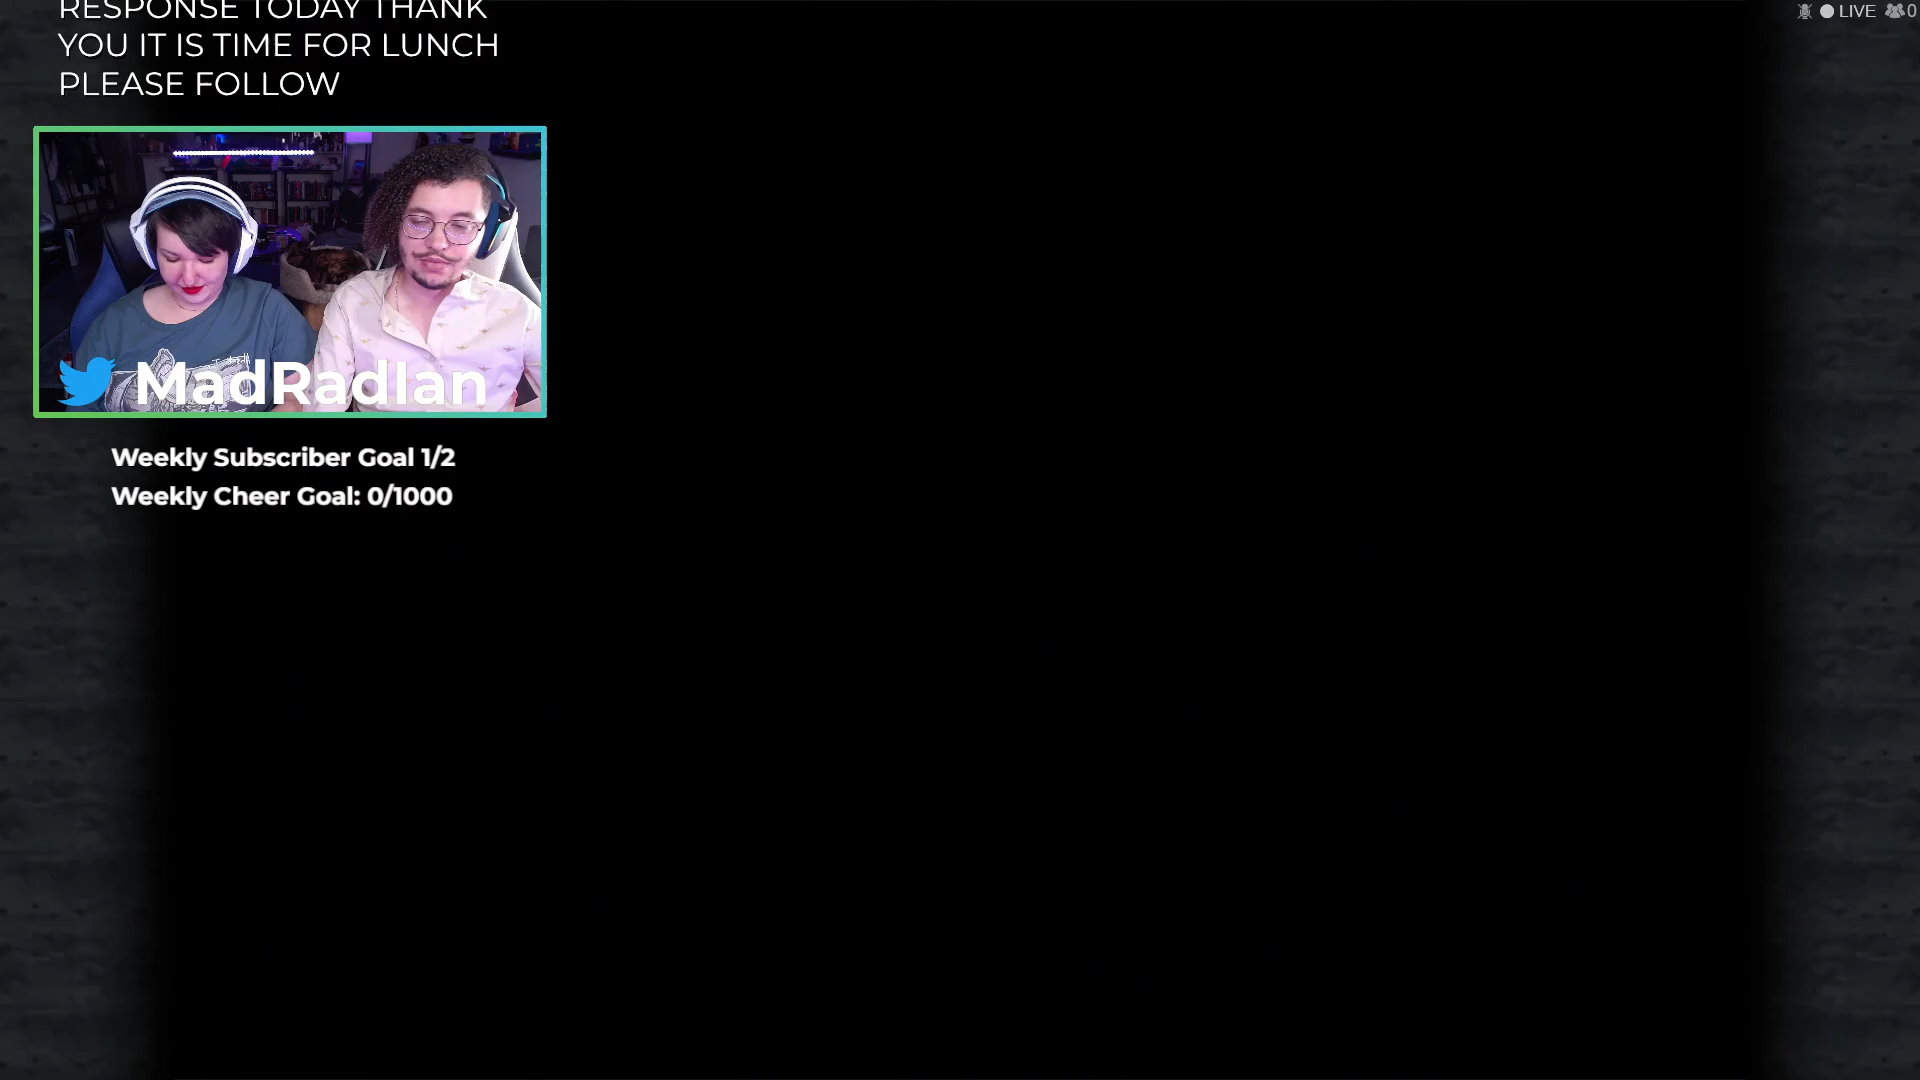 RESPONSE TODAY THANK
YOU IT IS TIME FOR LUNCH
PLEASE FOLLOW
LIVE 0
MadRadIan
Weekly Subscriber Goal 1/2
Weekly Cheer Goal: 0/1000